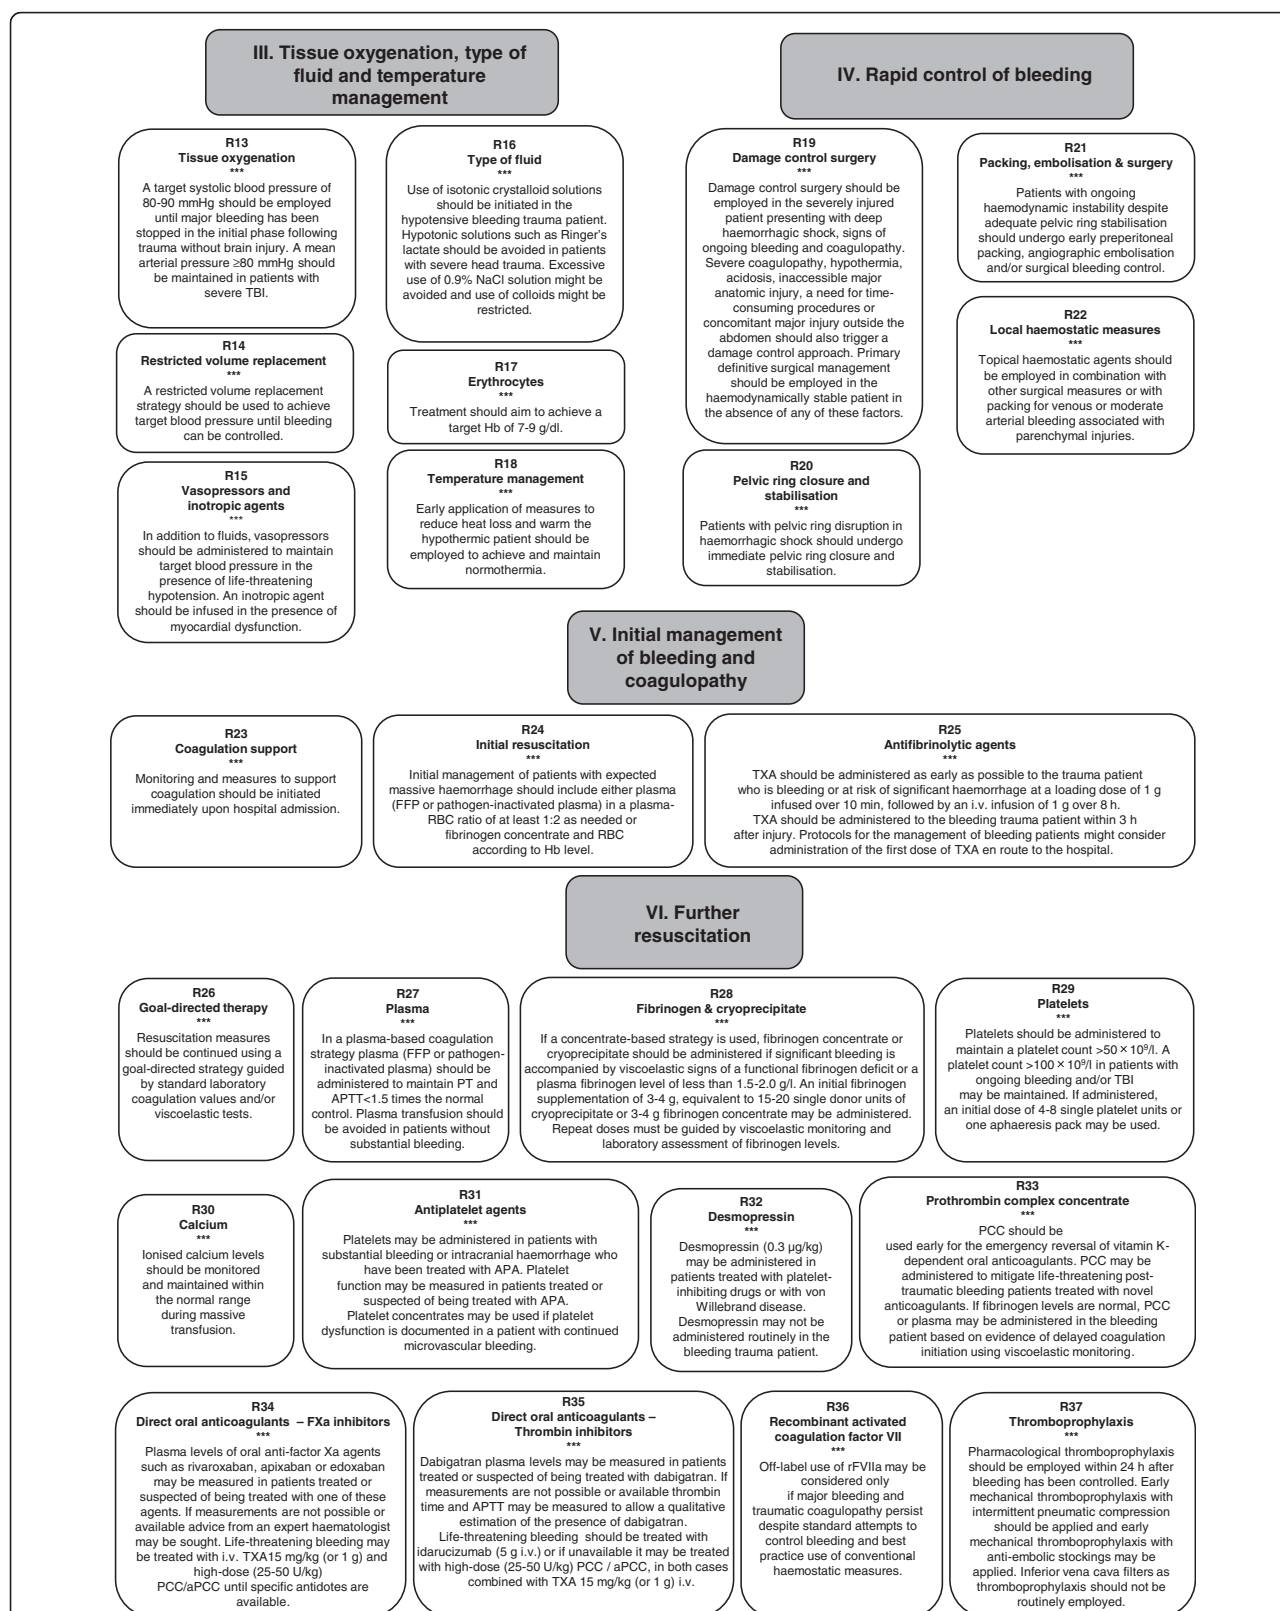 III. Tissue oxygenation, type of
fluid and temperature
management
R13
Tissue oxygenation
***
A target systolic blood pressure of
80-90 mmHg should be employed
until major bleeding has been
stopped in the initial phase following
trauma without brain injury. A mean
arterial pressure ≥80 mmHg should
be maintained in patients with
severe TBI.
R14
Restricted volume replacement
***
A restricted volume replacement
strategy should be used to achieve
target blood pressure until bleeding
can be controlled.
R15
Vasopressors and
inotropic agents
***
In addition to fluids, vasopressors
should be administered to maintain
target blood pressure in the
presence of life-threatening
hypotension. An inotropic agent
should be infused in the presence of
myocardial dysfunction.
R16
Type of fluid
***
Use of isotonic crystalloid solutions
should be initiated in the
hypotensive bleeding trauma patient.
Hypotonic solutions such as Ringer's
lactate should be avoided in patients
with severe head trauma. Excessive
use of 0.9% NaCl solution might be
avoided and use of colloids might be
restricted.
R17
Erythrocytes
***
Treatment should aim to achieve a
target Hb of 7-9 g/dl.
R18
Temperature management
***
Early application of measures to
reduce heat loss and warm the
hypothermic patient should be
employed to achieve and maintain
normothermia.
IV. Rapid control of bleeding
R19
Damage control surgery
***
Damage control surgery should be
employed in the severely injured
patient presenting with deep
haemorrhagic shock, signs of
ongoing bleeding and coagulopathy.
Severe coagulopathy, hypothermia,
acidosis, inaccessible major
anatomic injury, a need for time-
consuming procedures or
concomitant major injury outside the
abdomen should also trigger a
damage control approach. Primary
definitive surgical management
should be employed in the
haemodynamically stable patient in
the absence of any of these factors.
R20
Pelvic ring closure and
stabilisation
***
Patients with pelvic ring disruption in
haemorrhagic shock should undergo
immediate pelvic ring closure and
stabilisation.
R21
Packing, embolisation & surgery
***
Patients with ongoing
haemodynamic instability despite
adequate pelvic ring stabilisation
should undergo early preperitoneal
packing, angiographic embolisation
and/or surgical bleeding control.
R22
Local haemostatic measures
***
Topical haemostatic agents should
be employed in combination with
other surgical measures or with
packing for venous or moderate
arterial bleeding associated with
parenchymal injuries.
V. Initial management
of bleeding and
coagulopathy
R23
Coagulation support
***
Monitoring and measures to support
coagulation should be initiated
immediately upon hospital admission.
R24
Initial resuscitation
***
Initial management of patients with expected
massive haemorrhage should include either plasma
(FFP or pathogen-inactivated plasma) in a plasma-
RBC ratio of at least 1:2 as needed or
fibrinogen concentrate and RBC
according to Hb level.
R25
Antifibrinolytic agents
***
TXA should be administered as early as possible to the trauma patient
who is bleeding or at risk of significant haemorrhage at a loading dose of 1 g
infused over 10 min, followed by an i.v. infusion of 1 g over 8 h.
TXA should be administered to the bleeding trauma patient within 3 h
after injury. Protocols for the management of bleeding patients might consider
administration of the first dose of TXA en route to the hospital.
VI. Further
resuscitation
R26
Goal-directed therapy
***
Resuscitation measures
should be continued using a
goal-directed strategy guided
by standard laboratory
coagulation values and/or
viscoelastic tests.
R27
Plasma
***
In a plasma-based coagulation
strategy plasma (FFP or pathogen-
inactivated plasma) should be
administered to maintain PT and
APTT<1.5 times the normal
control. Plasma transfusion should
be avoided in patients without
substantial bleeding.
R28
Fibrinogen & cryoprecipitate
***
If a concentrate-based strategy is used, fibrinogen concentrate or
cryoprecipitate should be administered if significant bleeding is
accompanied by viscoelastic signs of a functional fibrinogen deficit or a
plasma fibrinogen level of less than 1.5-2.0 g/l. An initial fibrinogen
supplementation of 3-4 g, equivalent to 15-20 single donor units of
cryoprecipitate or 3-4 g fibrinogen concentrate may be administered.
Repeat doses must be guided by viscoelastic monitoring and
laboratory assessment of fibrinogen levels.
R29
Platelets
***
Platelets should be administered to
maintain a platelet count >50 × 10⁹/l. A
platelet count >100 × 10⁹/l in patients with
ongoing bleeding and/or TBI
may be maintained. If administered,
an initial dose of 4-8 single platelet units or
one aphaeresis pack may be used.
R30
Calcium
***
Ionised calcium levels
should be monitored
and maintained within
the normal range
during massive
transfusion.
R31
Antiplatelet agents
***
Platelets may be administered in patients with
substantial bleeding or intracranial haemorrhage who
have been treated with APA. Platelet
function may be measured in patients treated or
suspected of being treated with APA.
Platelet concentrates may be used if platelet
dysfunction is documented in a patient with continued
microvascular bleeding.
R32
Desmopressin
***
Desmopressin (0.3 µg/kg)
may be administered in
patients treated with platelet-
inhibiting drugs or with von
Willebrand disease.
Desmopressin may not be
administered routinely in the
bleeding trauma patient.
R33
Prothrombin complex concentrate
***
PCC should be
used early for the emergency reversal of vitamin K-
dependent oral anticoagulants. PCC may be
administered to mitigate life-threatening post-
traumatic bleeding patients treated with novel
anticoagulants. If fibrinogen levels are normal, PCC
or plasma may be administered in the bleeding
patient based on evidence of delayed coagulation
initiation using viscoelastic monitoring.
R34
Direct oral anticoagulants – FXa inhibitors
***
Plasma levels of oral anti-factor Xa agents
such as rivaroxaban, apixaban or edoxaban
may be measured in patients treated or
suspected of being treated with one of these
agents. If measurements are not possible or
available advice from an expert haematologist
may be sought. Life-threatening bleeding may
be treated with i.v. TXA15 mg/kg (or 1 g) and
high-dose (25-50 U/kg)
PCC/aPCC until specific antidotes are
available.
R35
Direct oral anticoagulants –
Thrombin inhibitors
***
Dabigatran plasma levels may be measured in patients
treated or suspected of being treated with dabigatran. If
measurements are not possible or available thrombin
time and APTT may be measured to allow a qualitative
estimation of the presence of dabigatran.
Life-threatening bleeding should be treated with
idarucizumab (5 g i.v.) or if unavailable it may be treated
with high-dose (25-50 U/kg) PCC / aPCC, in both cases
combined with TXA 15 mg/kg (or 1 g) i.v.
R36
Recombinant activated
coagulation factor VII
***
Off-label use of rFVIIa may be
considered only
if major bleeding and
traumatic coagulopathy persist
despite standard attempts to
control bleeding and best
practice use of conventional
haemostatic measures.
R37
Thromboprophylaxis
***
Pharmacological thromboprophylaxis
should be employed within 24 h after
bleeding has been controlled. Early
mechanical thromboprophylaxis with
intermittent pneumatic compression
should be applied and early
mechanical thromboprophylaxis with
anti-embolic stockings may be
applied. Inferior vena cava filters as
thromboprophylaxis should not be
routinely employed.